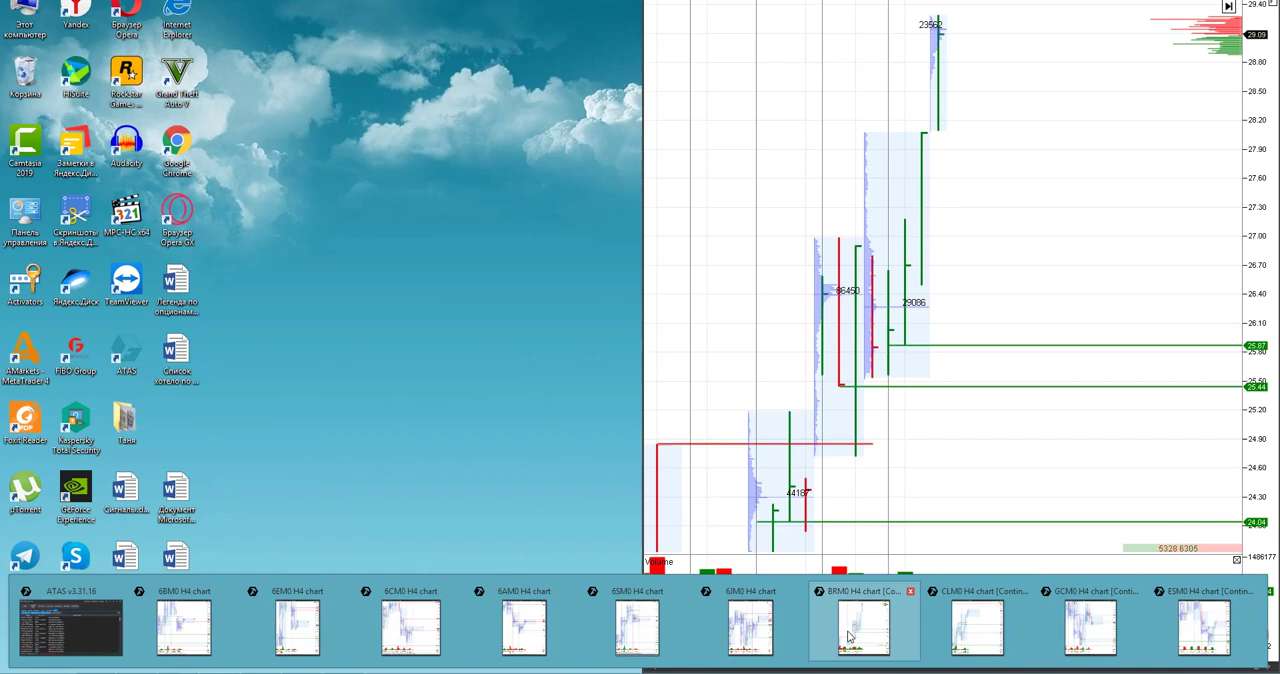 Этот
компьютер
Yandex
Браузер
Opera
Internet
Explorer
Корзина
HiSuite
Rockstar
Games ...
Grand Theft
Auto V
Camtasia
2019
Заметки в
Яндекс.Ди...
Audacity
Google
Chrome
Панель
управления
Скриншоты
в Яндекс.Д...
MPC-HC x64
Браузер
Opera GX
Activators
Яндекс.Диск
TeamViewer
Легенда по
опционам...
AMarkets -
MetaTrader 4
FIBO Group
ATAS
Список
хотело по ...
Foxit Reader
Kaspersky
Total Security
Таня
µTorrent
GeForce
Experience
Сигналы.d...
Документ
Microsof...
23562
86450
29086
44187
29.40
29.09
28.80
28.50
28.20
27.90
27.60
27.30
27.00
26.70
26.40
26.10
25.87
25.80
25.44
25.20
24.90
24.60
24.30
24.04
5328 6305
Volume
1486177
ATAS v3.31.16
6BM0 H4 chart
6EM0 H4 chart
6CM0 H4 chart
6AM0 H4 chart
6SM0 H4 chart
6JM0 H4 chart
BRM0 H4 chart [Co...
CLM0 H4 chart [Contin...
GCM0 H4 chart [Conti...
ESM0 H4 chart [Contin...